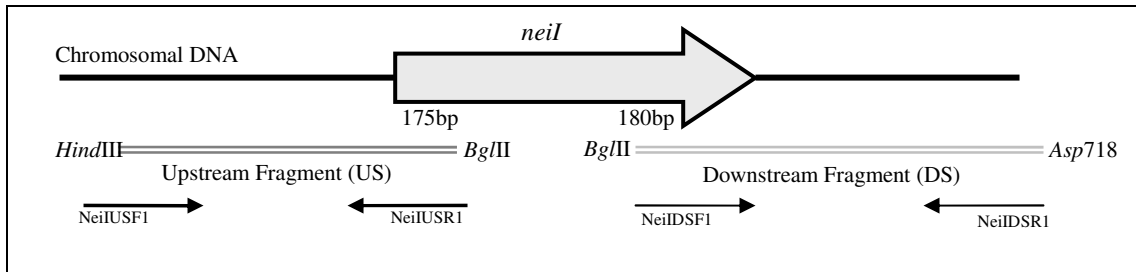 neiI
Chromosomal DNA
175bp 180bp
HindIII BglII BglII Asp718
Upstream Fragment (US) Downstream Fragment (DS)
NeiIUSF1 NeiIUSR1 NeiIDSF1 NeiIDSR1